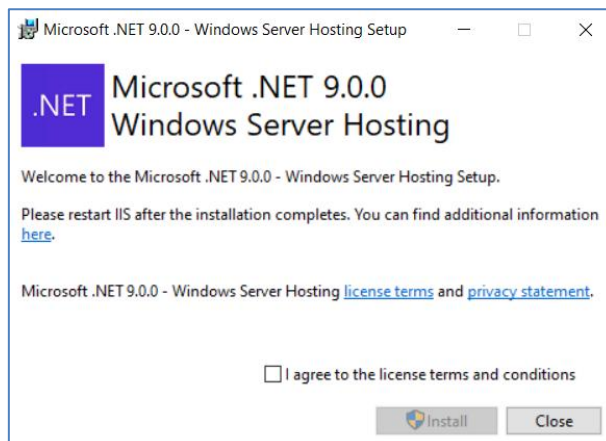 Microsoft .NET 9.0.0 - Windows Server Hosting Setup
.NET
Microsoft .NET 9.0.0
Windows Server Hosting
Welcome to the Microsoft .NET 9.0.0 - Windows Server Hosting Setup.
Please restart IIS after the installation completes. You can find additional information
here.
Microsoft .NET 9.0.0 - Windows Server Hosting license terms and privacy statement.
I agree to the license terms and conditions
Install
Close